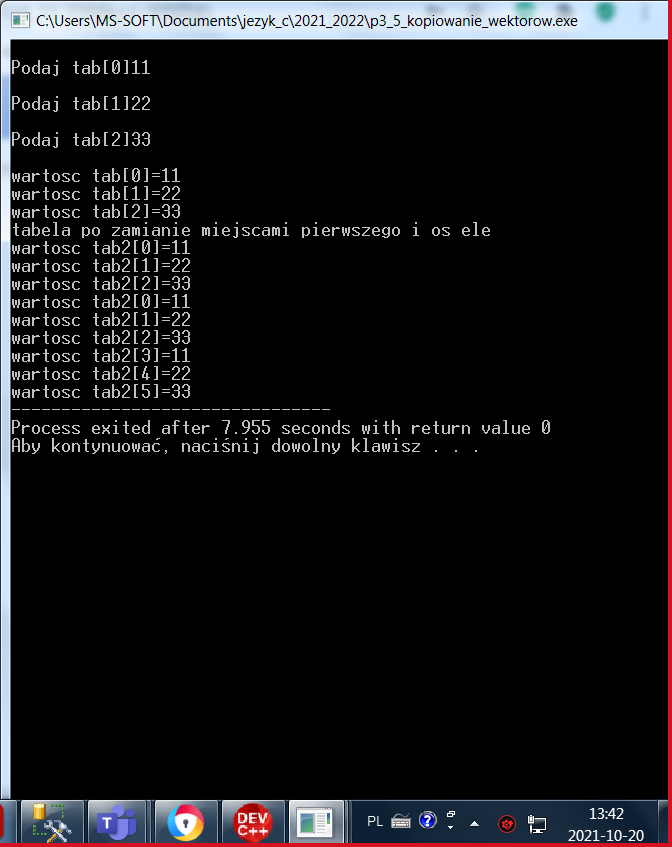 C:\Users\MS-SOFT\Documents\jezyk_c\2021_2022\p3_5_kopiowanie_wektorow.exe
Podaj tab[0]11
Podaj tab[1]22
Podaj tab[2]33
wartosc tab[0]=11
wartosc tab[1]=22
wartosc tab[2]=33
tabela po zamianie miejscami pierwszego i os ele
wartosc tab2[0]=11
wartosc tab2[1]=22
wartosc tab2[2]=33
wartosc tab2[0]=11
wartosc tab2[1]=22
wartosc tab2[2]=33
wartosc tab2[3]=11
wartosc tab2[4]=22
wartosc tab2[5]=33
--------------------------------
Process exited after 7.955 seconds with return value 0
Aby kontynuować, naciśnij dowolny klawisz . . .
DEV
C++
PL
13:42
2021-10-20